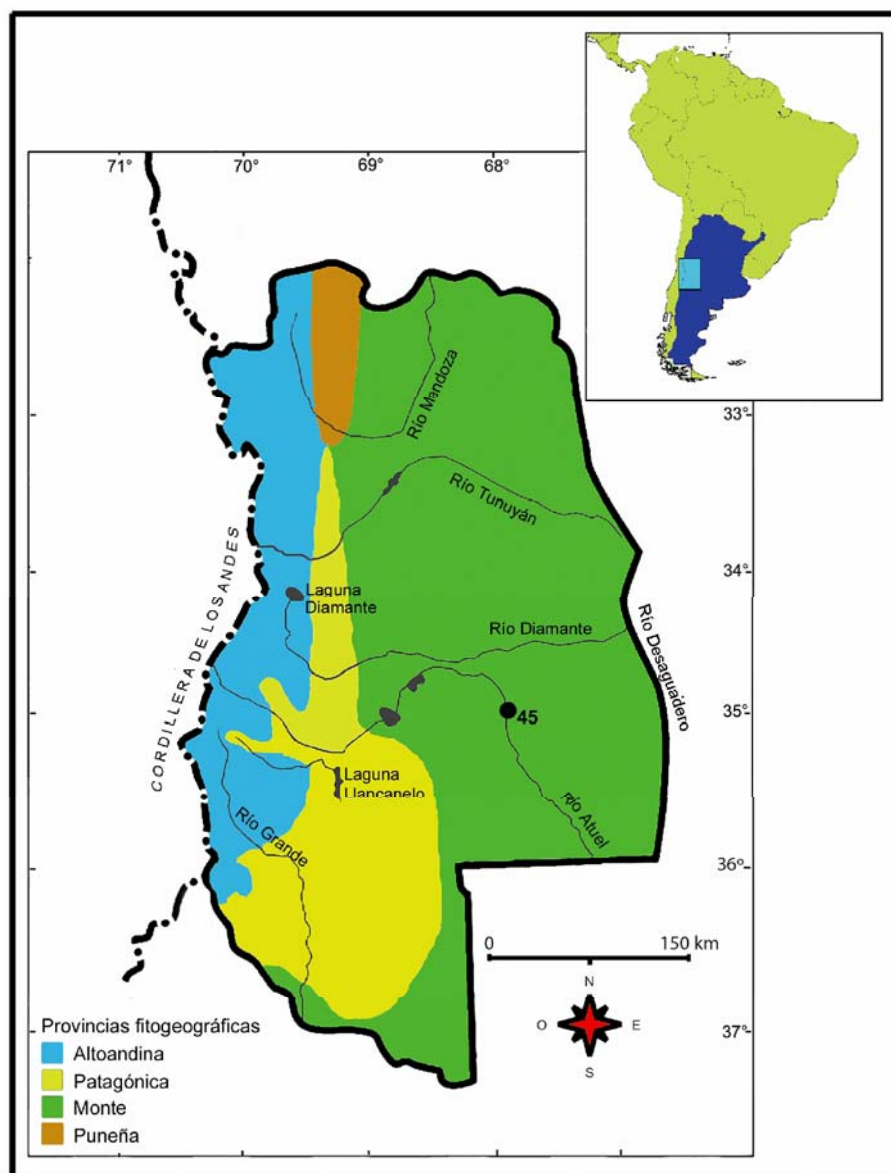 71°
70°
69°
68°
33°
34°
35°
36°
37°
Río Mendoza
Río Tunuyán
Laguna
Diamante
Río Diamante
Río Desaguadero
CORDILLERA DE LOS ANDES
45
Laguna
Llancanelo
Río Atuel
Río Grande
0 150 km
N
O E
S
Provincias fitogeográficas
Altoandina
Patagónica
Monte
Puneña